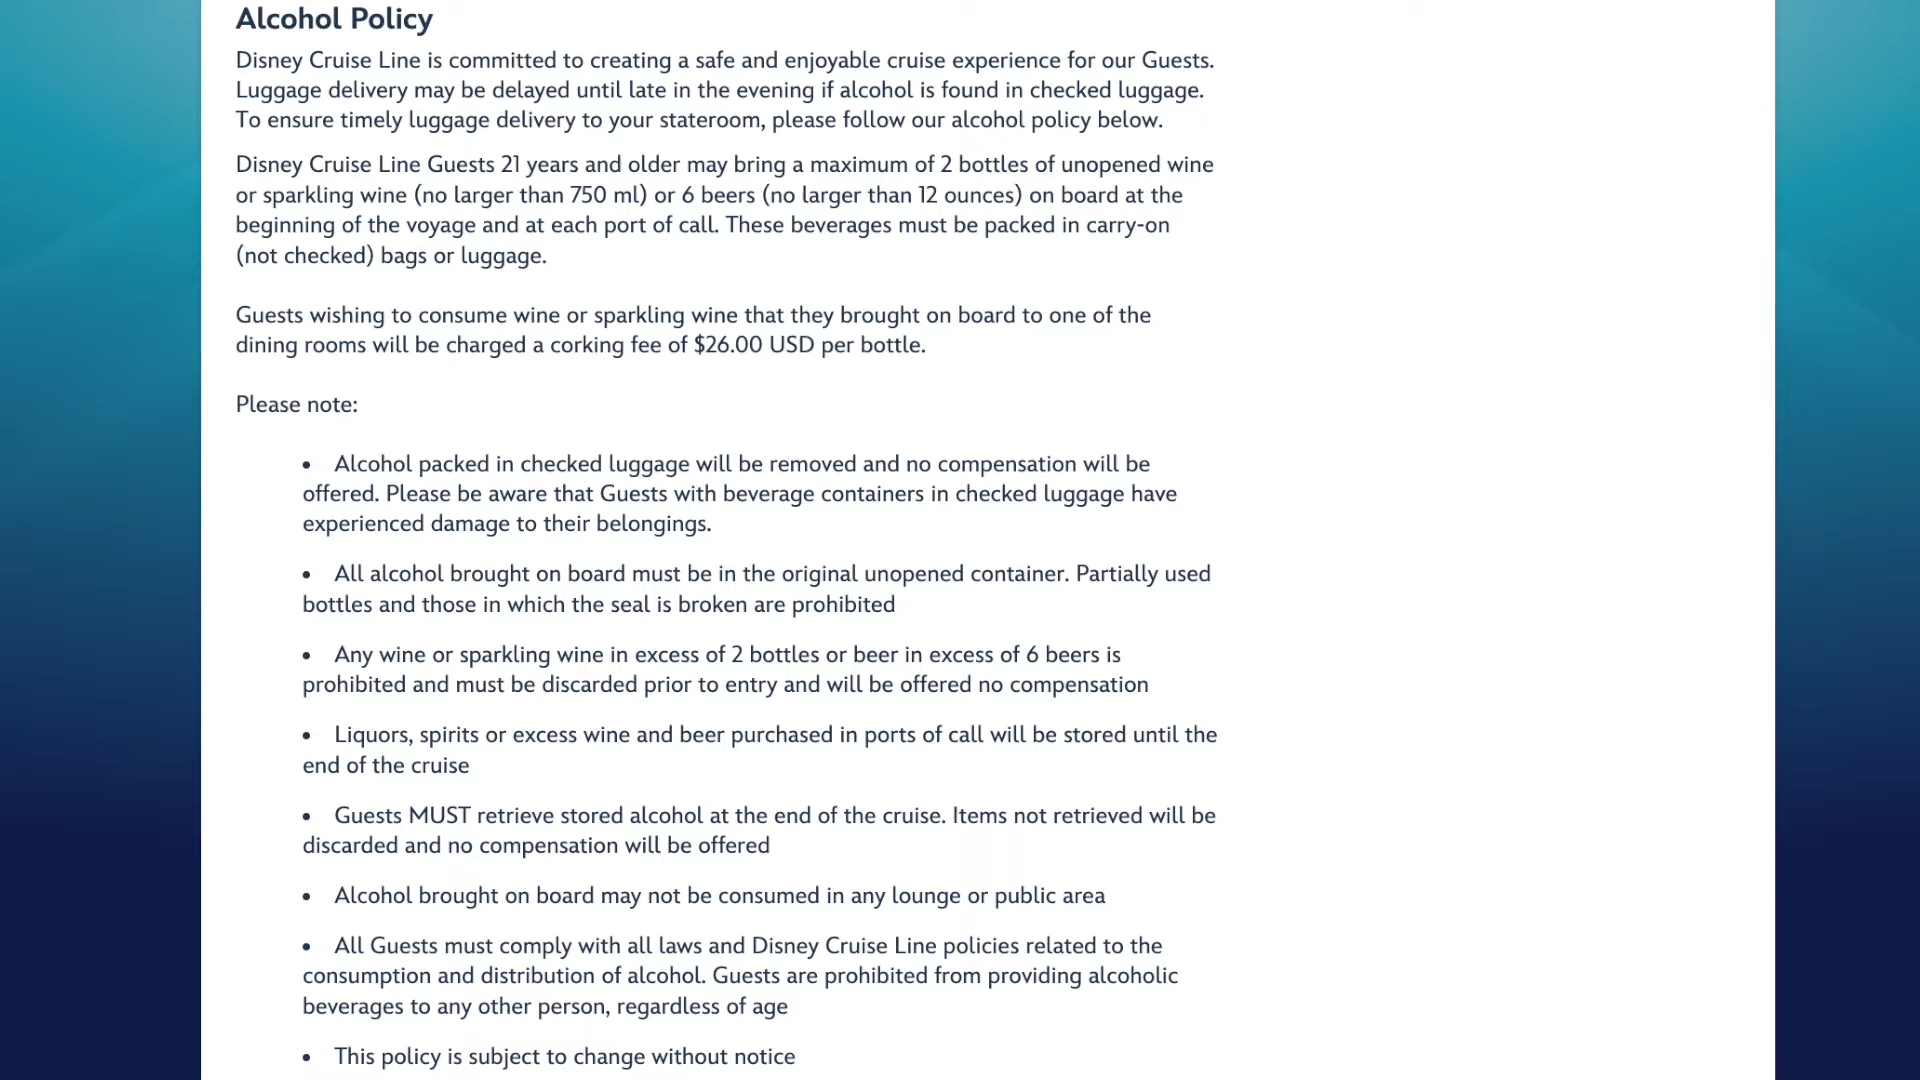 Alcohol Policy
Disney Cruise Line is committed to creating a safe and enjoyable cruise experience for our Guests.
Luggage delivery may be delayed until late in the evening if alcohol is found in checked luggage.
To ensure timely luggage delivery to your stateroom, please follow our alcohol policy below.
Disney Cruise Line Guests 21 years and older may bring a maximum of 2 bottles of unopened wine
or sparkling wine (no larger than 750 ml) or 6 beers (no larger than 12 ounces) on board at the
beginning of the voyage and at each port of call. These beverages must be packed in carry-on
(not checked) bags or luggage.
Guests wishing to consume wine or sparkling wine that they brought on board to one of the
dining rooms will be charged a corking fee of $26.00 USD per bottle.
Please note:
• Alcohol packed in checked luggage will be removed and no compensation will be
offered. Please be aware that Guests with beverage containers in checked luggage have
experienced damage to their belongings.
• All alcohol brought on board must be in the original unopened container. Partially used
bottles and those in which the seal is broken are prohibited
• Any wine or sparkling wine in excess of 2 bottles or beer in excess of 6 beers is
prohibited and must be discarded prior to entry and will be offered no compensation
• Liquors, spirits or excess wine and beer purchased in ports of call will be stored until the
end of the cruise
• Guests MUST retrieve stored alcohol at the end of the cruise. Items not retrieved will be
discarded and no compensation will be offered
• Alcohol brought on board may not be consumed in any lounge or public area
• All Guests must comply with all laws and Disney Cruise Line policies related to the
consumption and distribution of alcohol. Guests are prohibited from providing alcoholic
beverages to any other person, regardless of age
• This policy is subject to change without notice